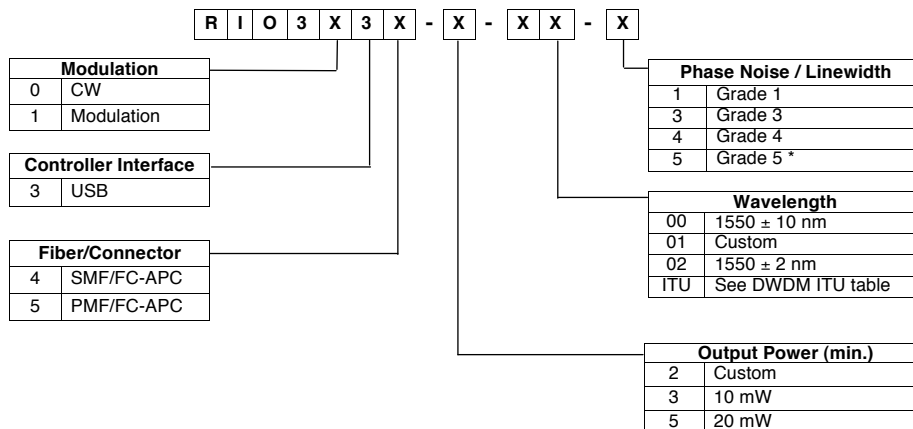 R I O 3 X 3 X - X - X X - X
Modulation
0 CW
1 Modulation
Controller Interface
3 USB
Fiber/Connector
4 SMF/FC-APC
5 PMF/FC-APC
Phase Noise / Linewidth
1 Grade 1
3 Grade 3
4 Grade 4
5 Grade 5 *
Wavelength
00 1550 ± 10 nm
01 Custom
02 1550 ± 2 nm
ITU See DWDM ITU table
Output Power (min.)
2 Custom
3 10 mW
5 20 mW